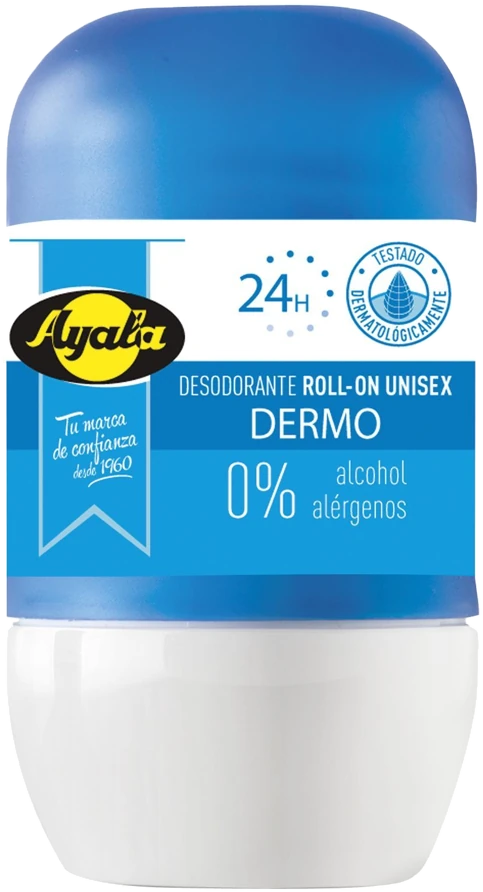 24H
TESTADO
DERMATOLÓGICAMENTE
Ayala
DESODORANTE ROLL-ON UNISEX
DERMO
Tu marca
de confianza
desde 1960
0% alcohol
alérgenos